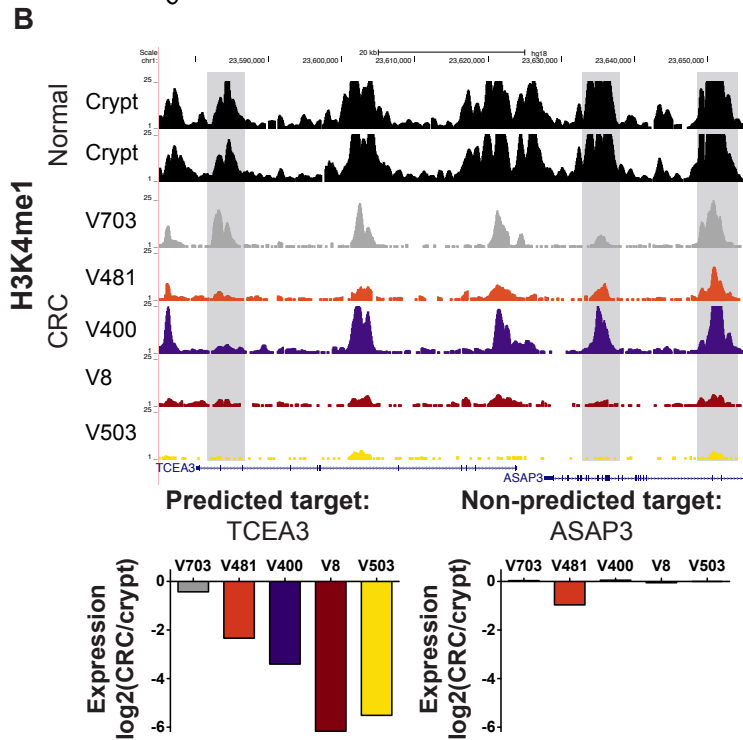 B
Scale
20 kb
hg18
chr1:
23,590,000
23,600,000
23,610,000
23,620,000
23,630,000
23,640,000
23,650,000
H3K4me1
Normal
CRC
25
Crypt
1
25
Crypt
1
25
V703
1
25
V481
1
25
V400
1
25
V8
1
25
V503
1
TCEA3
ASAP3
Predicted target:
TCEA3
Non-predicted target:
ASAP3
Expression
log2(CRC/crypt)
V703 V481 V400 V8 V503
0
-2
-4
-6
Expression
log2(CRC/crypt)
V703 V481 V400 V8 V503
0
-2
-4
-6